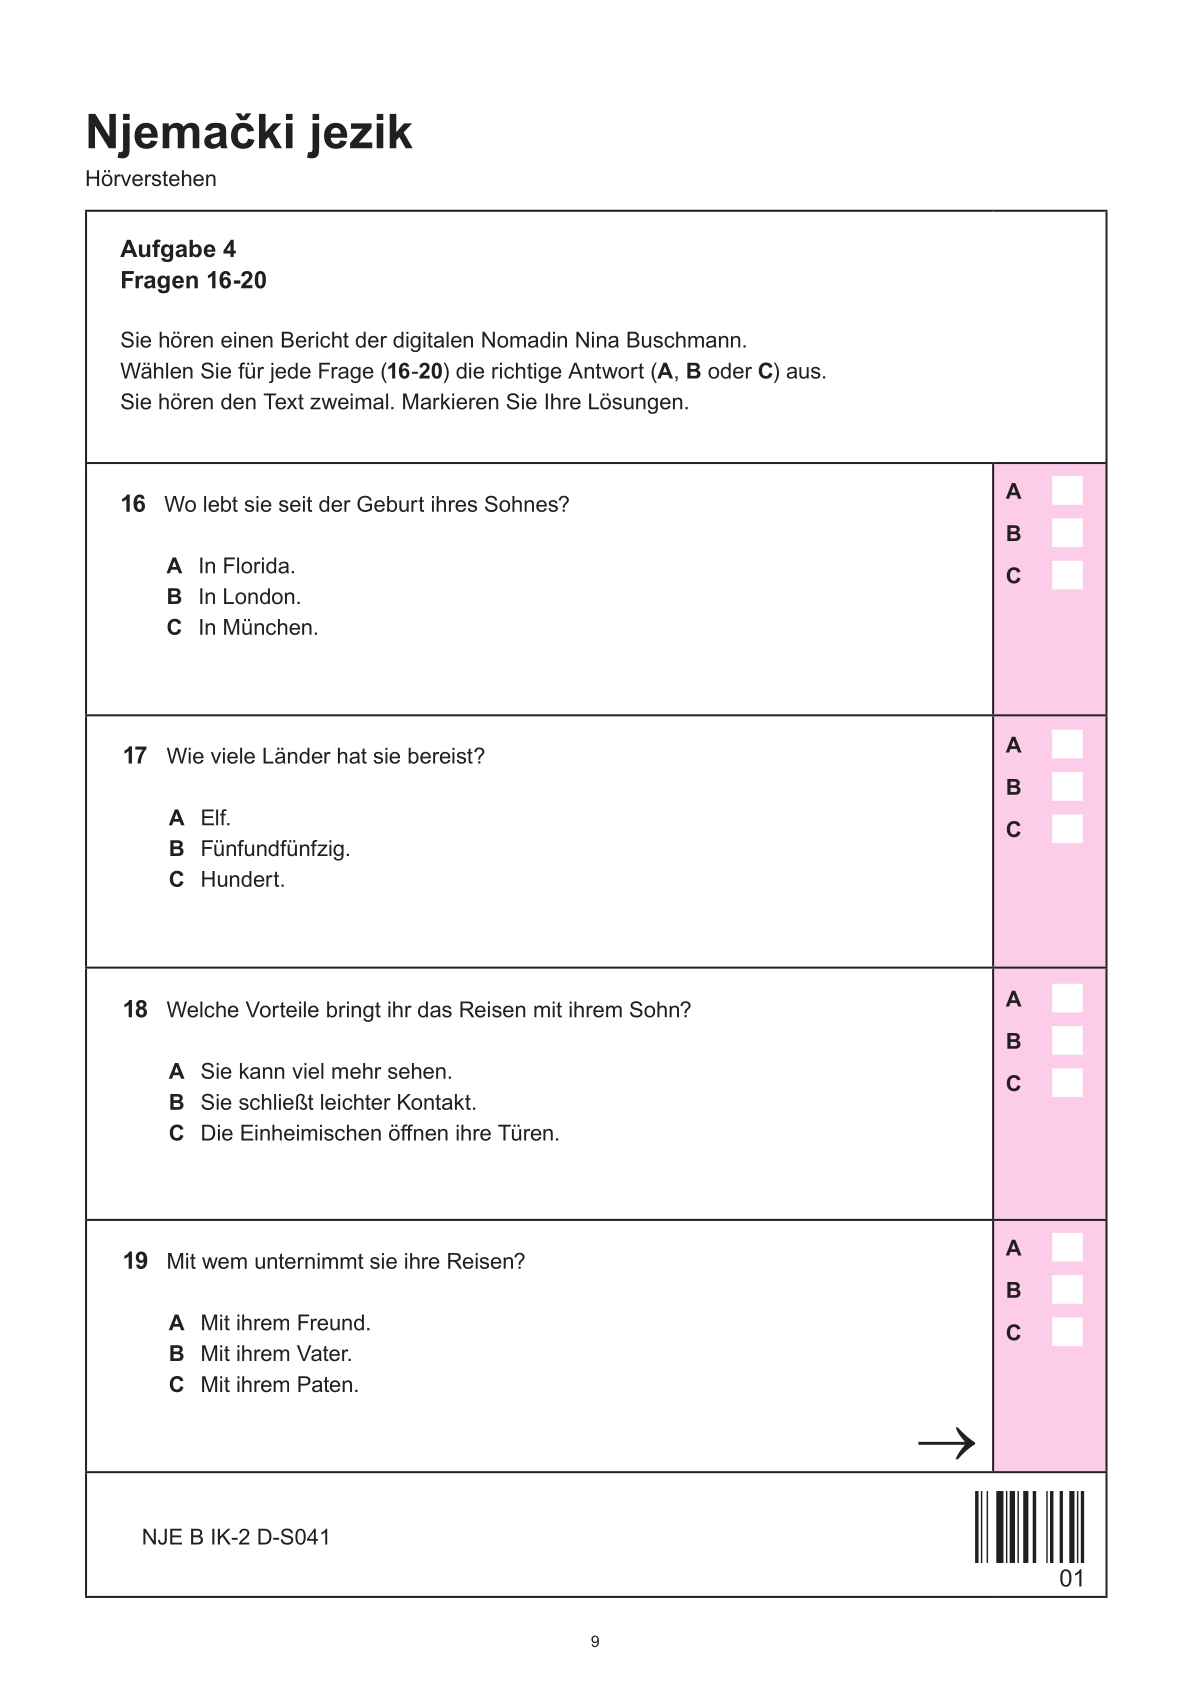 Njemački jezik
Hörverstehen
Aufgabe 4
Fragen 16-20
Sie hören einen Bericht der digitalen Nomadin Nina Buschmann.
Wählen Sie für jede Frage (16-20) die richtige Antwort (A, B oder C) aus.
Sie hören den Text zweimal. Markieren Sie Ihre Lösungen.
16 Wo lebt sie seit der Geburt ihres Sohnes?
A In Florida.
B In London.
C In München.
A
B
C
17 Wie viele Länder hat sie bereist?
A Elf.
B Fünfundfünfzig.
C Hundert.
A
B
C
18 Welche Vorteile bringt ihr das Reisen mit ihrem Sohn?
A Sie kann viel mehr sehen.
B Sie schließt leichter Kontakt.
C Die Einheimischen öffnen ihre Türen.
A
B
C
19 Mit wem unternimmt sie ihre Reisen?
A Mit ihrem Freund.
B Mit ihrem Vater.
C Mit ihrem Paten.
A
B
C
→
NJE B IK-2 D-S041
01
9